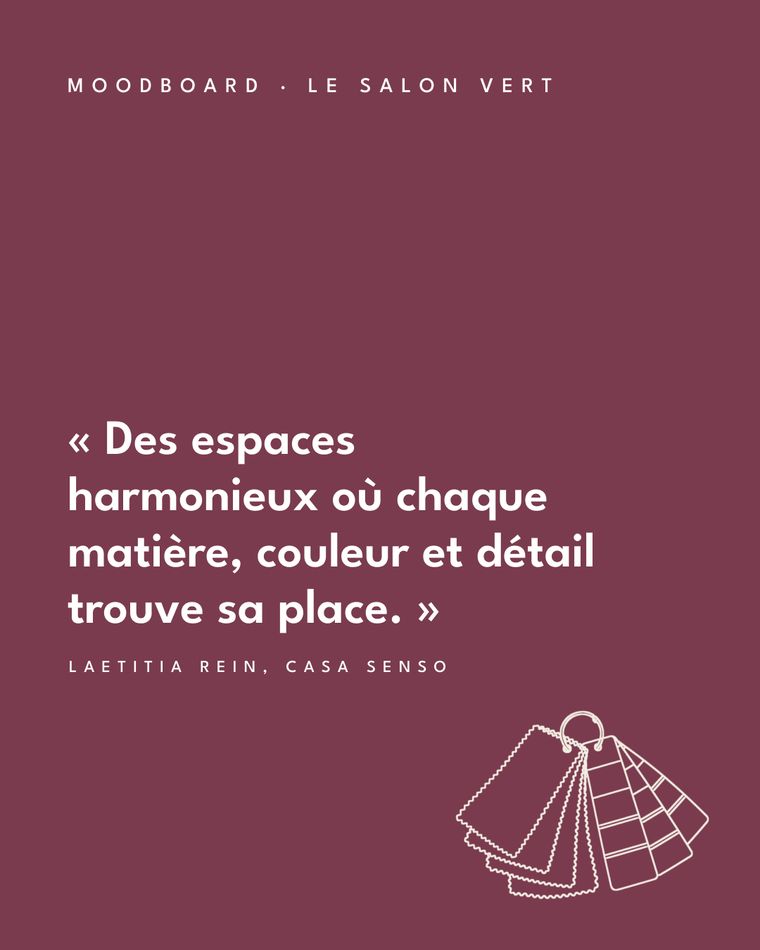 MOODBOARD · LE SALON VERT
« Des espaces
harmonieux où chaque
matière, couleur et détail
trouve sa place. »
LAETITIA REIN, CASA SENSO